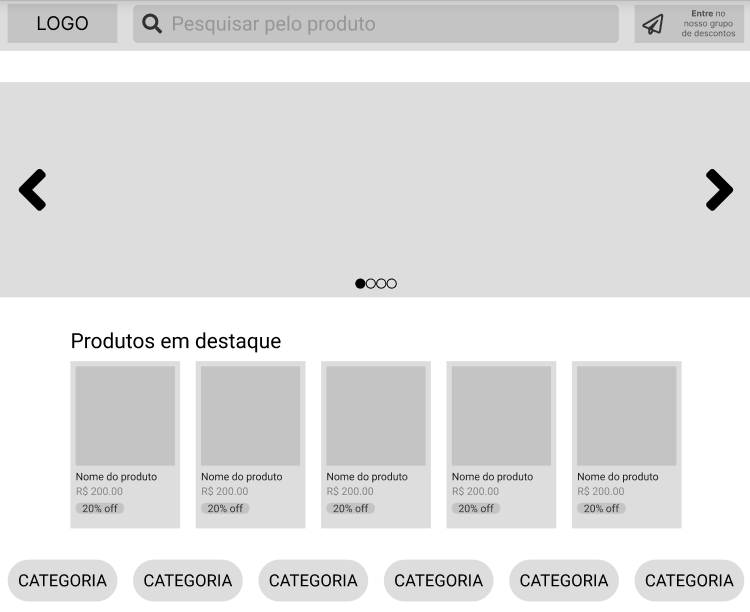 LOGO
Pesquisar pelo produto
Entre no
nosso grupo
de descontos
Produtos em destaque
Nome do produto
R$ 200.00
20% off
Nome do produto
R$ 200.00
20% off
Nome do produto
R$ 200.00
20% off
Nome do produto
R$ 200.00
20% off
Nome do produto
R$ 200.00
20% off
CATEGORIA
CATEGORIA
CATEGORIA
CATEGORIA
CATEGORIA
CATEGORIA